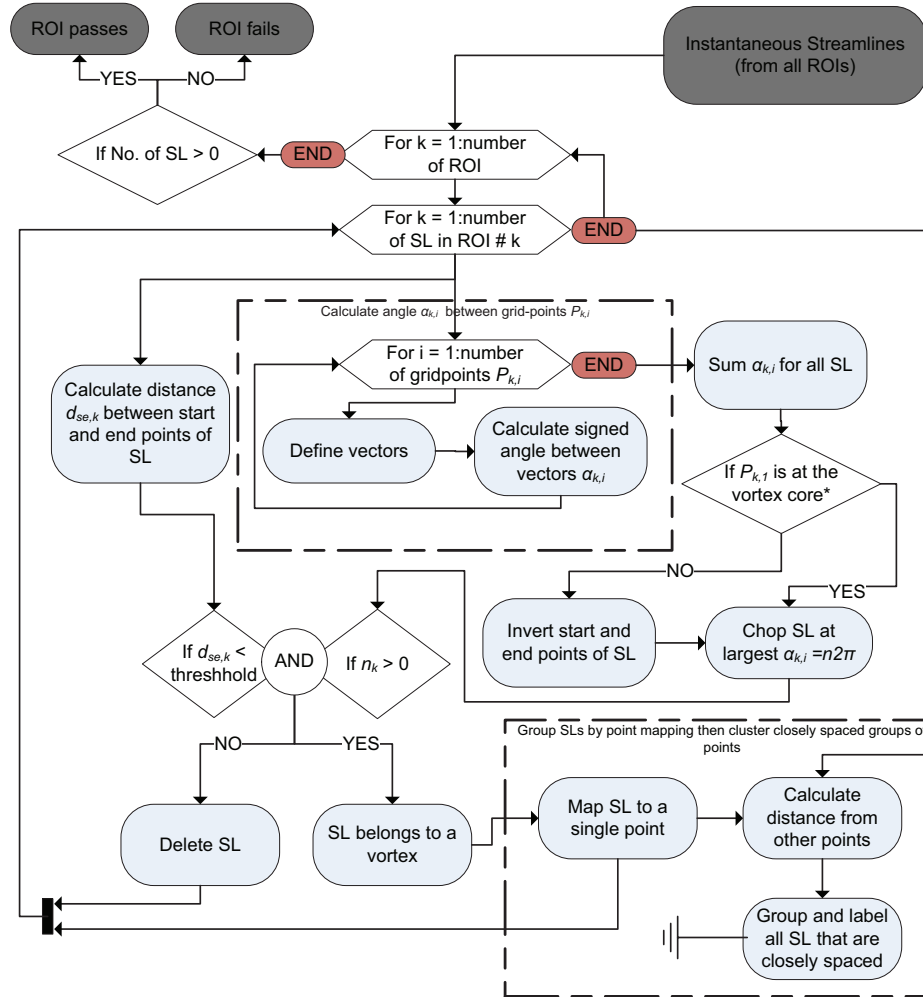 ROI passes
ROI fails
Instantaneous Streamlines
(from all ROIs)
YES
NO
If No. of SL > 0
END
For k = 1:number
of ROI
For k = 1:number
of SL in ROI # k
END
Calculate angle αk,i between grid-points Pk,i
For i = 1:number
of gridpoints Pk,i
END
Sum αk,i for all SL
Calculate distance
dse,k between start
and end points of
SL
Define vectors
Calculate signed
angle between
vectors αk,i
If Pk,1 is at the
vortex core*
NO
YES
Invert start and
end points of SL
Chop SL at
largest αk,i =n2π
If dse,k <
threshhold
AND
If nk > 0
NO
YES
Group SLs by point mapping then cluster closely spaced groups o
points
Delete SL
SL belongs to a
vortex
Map SL to a
single point
Calculate
distance from
other points
Group and label
all SL that are
closely spaced